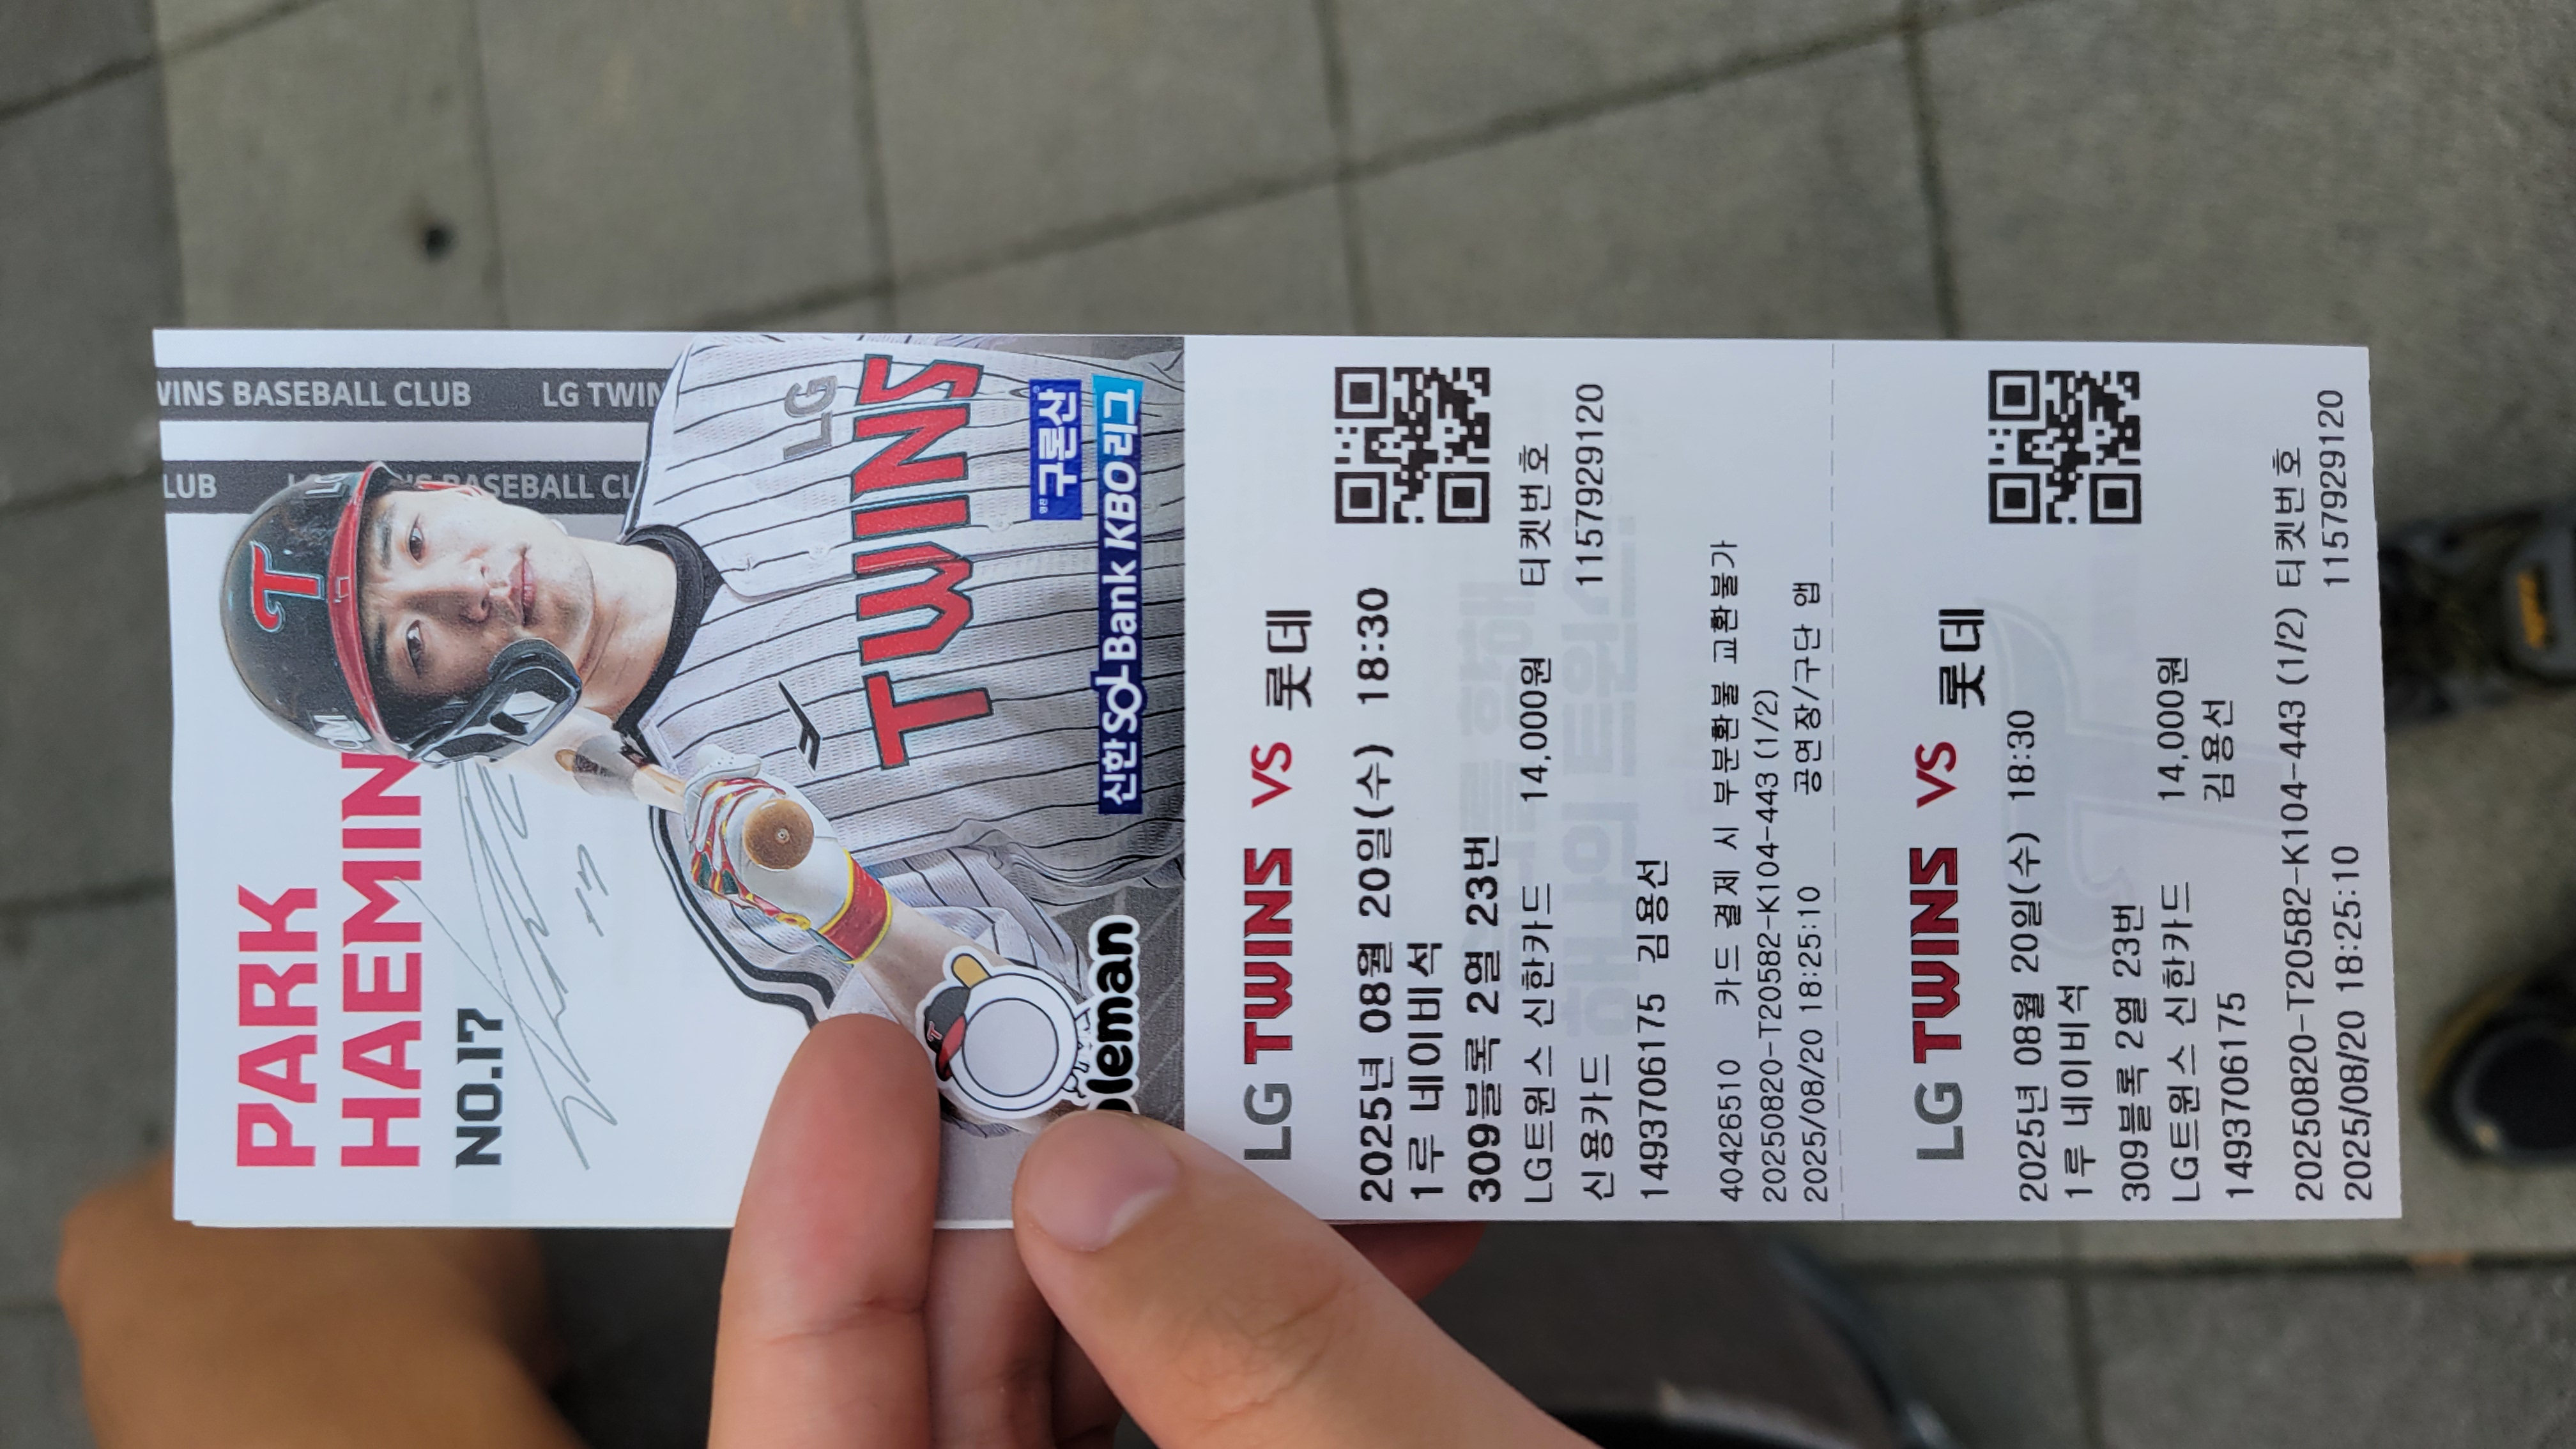 WINS BASEBALL CLUB LG TWIN
LUB BASEBALL CL
PARK
HAEMIN
NO.17
#17
T
LG
TWINS
구론산
신한 SOL Bank KBO리그
leman
LG TWINS VS 롯데
2025년 08월 20일(수) 18:30
1루 네이비석
309블록 2열 23번
LG트윈스 신한카드 14,000원 티켓번호
신용카드 1157929120
1493706175 김용선
40426510 카드 결제 시 부분환불 교환불가
20250820-T20582-K104-443 (1/2)
2025/08/20 18:25:10 공연장/구단 앱
LG TWINS VS 롯데
2025년 08월 20일(수) 18:30
1루 네이비석
309블록 2열 23번
LG트윈스 신한카드 14,000원
1493706175 김용선
20250820-T20582-K104-443 (1/2) 티켓번호
2025/08/20 18:25:10 1157929120